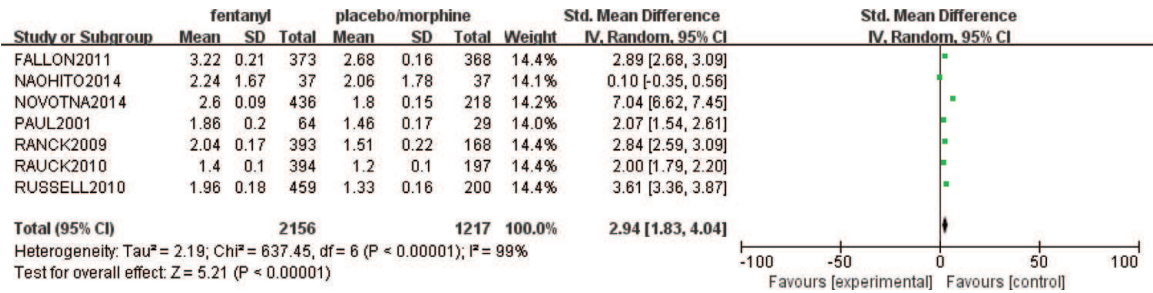 fentanyl placebo/morphine Std. Mean Difference Std. Mean Difference
Study or Subgroup Mean SD Total Mean SD Total Weight IV, Random, 95% CI IV, Random, 95% CI
FALLON2011 3.22 0.21 373 2.68 0.16 368 14.4% 2.89 [2.68, 3.09]
NAOHITO2014 2.24 1.67 37 2.06 1.78 37 14.1% 0.10 [-0.35, 0.56]
NOVOTNA2014 2.6 0.09 436 1.8 0.15 218 14.2% 7.04 [6.62, 7.45]
PAUL2001 1.86 0.2 64 1.46 0.17 29 14.0% 2.07 [1.54, 2.61]
RANCK2009 2.04 0.17 393 1.51 0.22 168 14.4% 2.84 [2.59, 3.09]
RAUCK2010 1.4 0.1 394 1.2 0.1 197 14.4% 2.00 [1.79, 2.20]
RUSSELL2010 1.96 0.18 459 1.33 0.16 200 14.4% 3.61 [3.36, 3.87]
Total (95% CI) 2156 1217 100.0% 2.94 [1.83, 4.04]
Heterogeneity: Tau² = 2.19; Chi² = 637.45, df = 6 (P < 0.00001); I² = 99%
Test for overall effect: Z = 5.21 (P < 0.00001)
-100 -50 0 50 100
Favours [experimental] Favours [control]